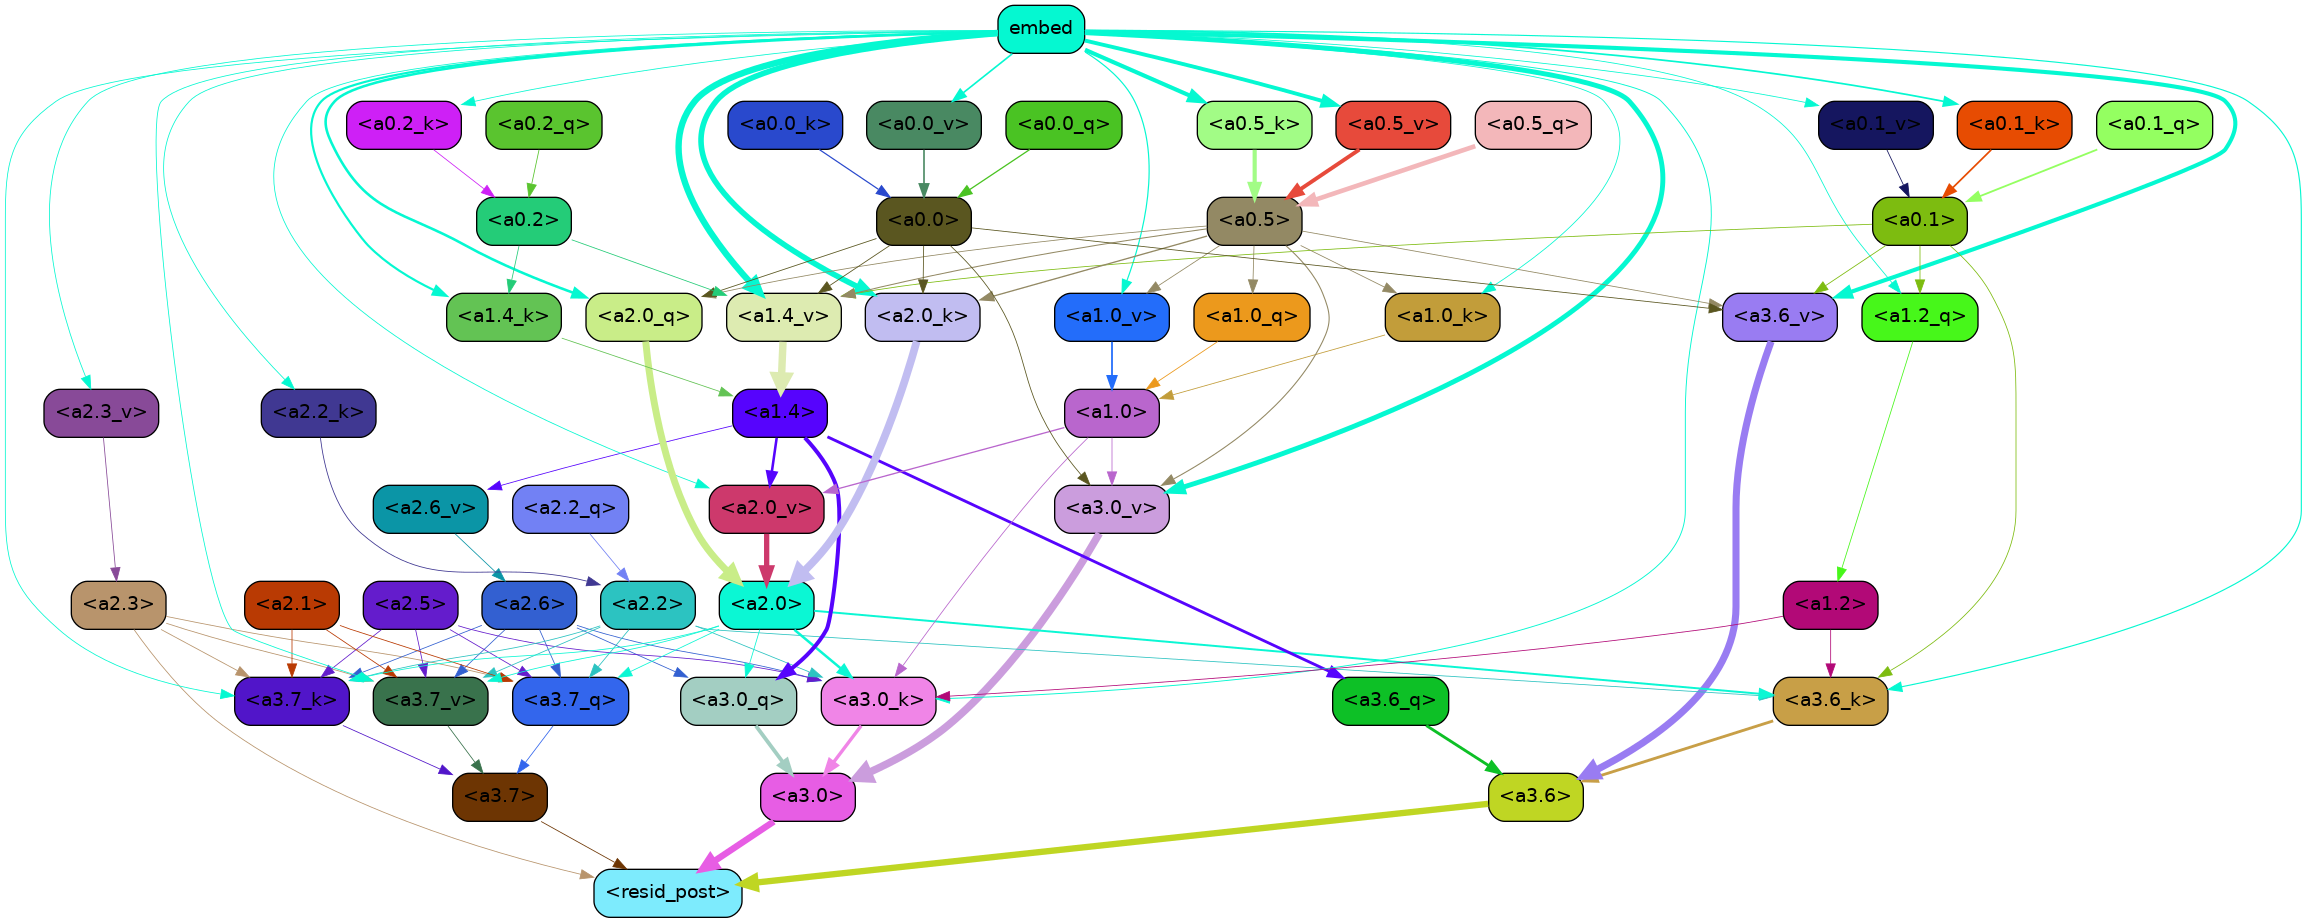 embed
<a0.2_k>
<a0.2_q>
<a0.0_k>
<a0.0_v>
<a0.0_q>
<a0.5_k>
<a0.5_v>
<a0.5_q>
<a0.1_v>
<a0.1_k>
<a0.1_q>
<a0.2>
<a0.0>
<a0.5>
<a0.1>
<a1.4_k>
<a2.0_q>
<a1.4_v>
<a2.0_k>
<a1.0_v>
<a1.0_q>
<a1.0_k>
<a3.6_v>
<a1.2_q>
<a2.3_v>
<a2.2_k>
<a1.4>
<a1.0>
<a2.6_v>
<a2.2_q>
<a2.0_v>
<a3.0_v>
<a2.3>
<a2.1>
<a2.5>
<a2.6>
<a2.2>
<a2.0>
<a1.2>
<a3.7_k>
<a3.7_v>
<a3.7_q>
<a3.0_q>
<a3.0_k>
<a3.6_q>
<a3.6_k>
<a3.7>
<a3.0>
<a3.6>
<resid_post>